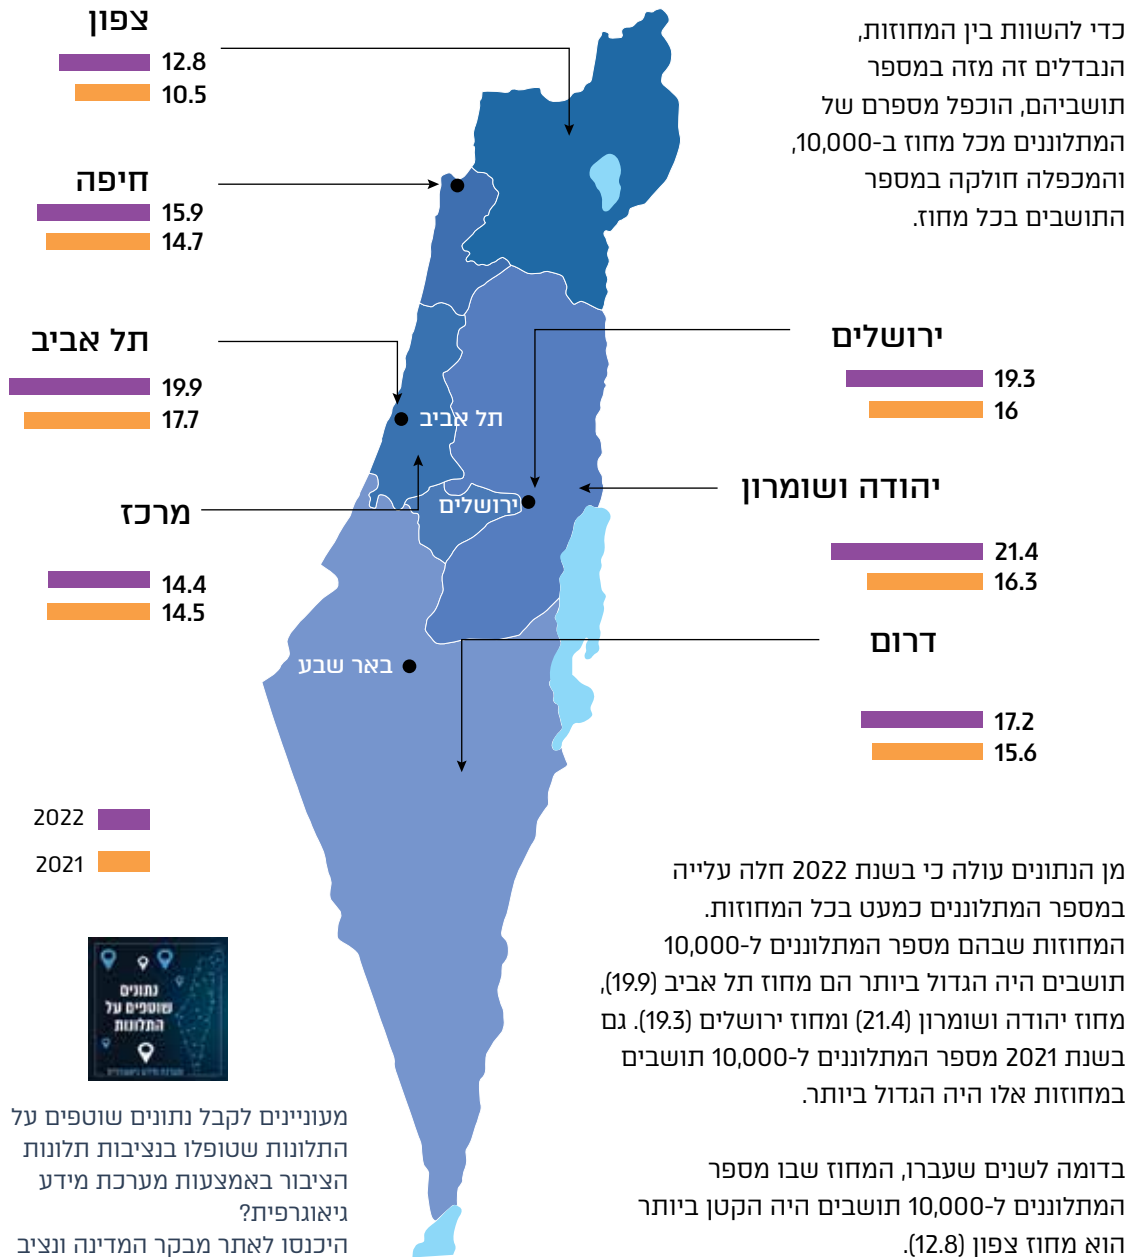 כדי להשוות בין המחוזות,
הנבדלים זה מזה במספר
תושביהם, הוכפל מספרם של
המתלוננים מכל מחוז ב-10,000,
והמכפלה חולקה במספר
התושבים בכל מחוז.
צפון
12.8
10.5
חיפה
15.9
14.7
תל אביב
19.9
17.7
מרכז
14.4
14.5
ירושלים
19.3
16
יהודה ושומרון
21.4
16.3
דרום
17.2
15.6
תל אביב
ירושלים
באר שבע
2022
2021
מן הנתונים עולה כי בשנת 2022 חלה עלייה
במספר המתלוננים כמעט בכל המחוזות.
המחוזות שבהם מספר המתלוננים ל-10,000
תושבים היה הגדול ביותר הם מחוז תל אביב (19.9),
מחוז יהודה ושומרון (21.4) ומחוז ירושלים (19.3). גם
בשנת 2021 מספר המתלוננים ל-10,000 תושבים
במחוזות אלו היה הגדול ביותר.
בדומה לשנים שעברו, המחוז שבו מספר
המתלוננים ל-10,000 תושבים היה הקטן ביותר
הוא מחוז צפון (12.8).
נתונים
שוטפים על
התלונות
מעוניינים לקבל נתונים שוטפים על
התלונות שטופלו בנציבות תלונות
הציבור באמצעות מערכת מידע
גיאוגרפית?
היכנסו לאתר מבקר המדינה ונציב